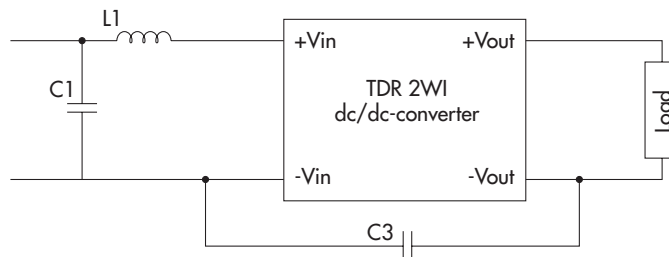 L1
C1
+Vin
+Vout
TDR 2WI
dc/dc-converter
Load
-Vin
-Vout
C3